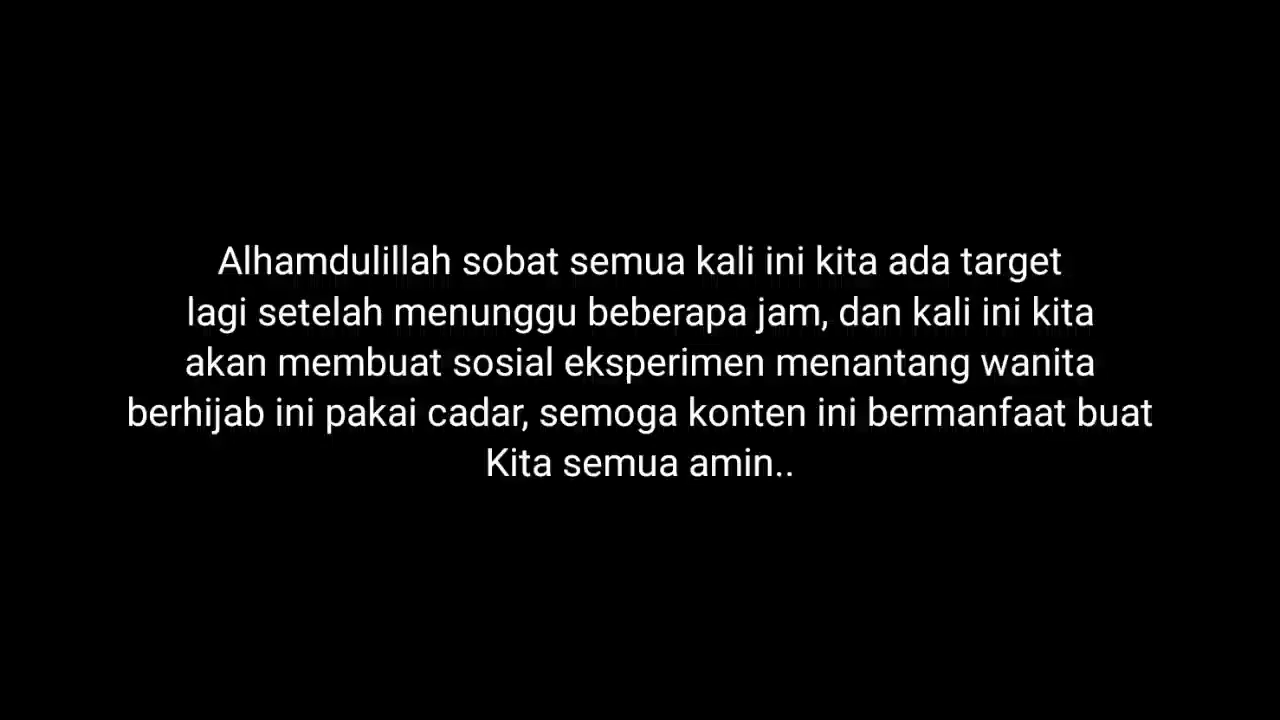 Alhamdulillah sobat semua kali ini kita ada target
lagi setelah menunggu beberapa jam, dan kali ini kita
akan membuat sosial eksperimen menantang wanita
berhijab ini pakai cadar, semoga konten ini bermanfaat buat
Kita semua amin..